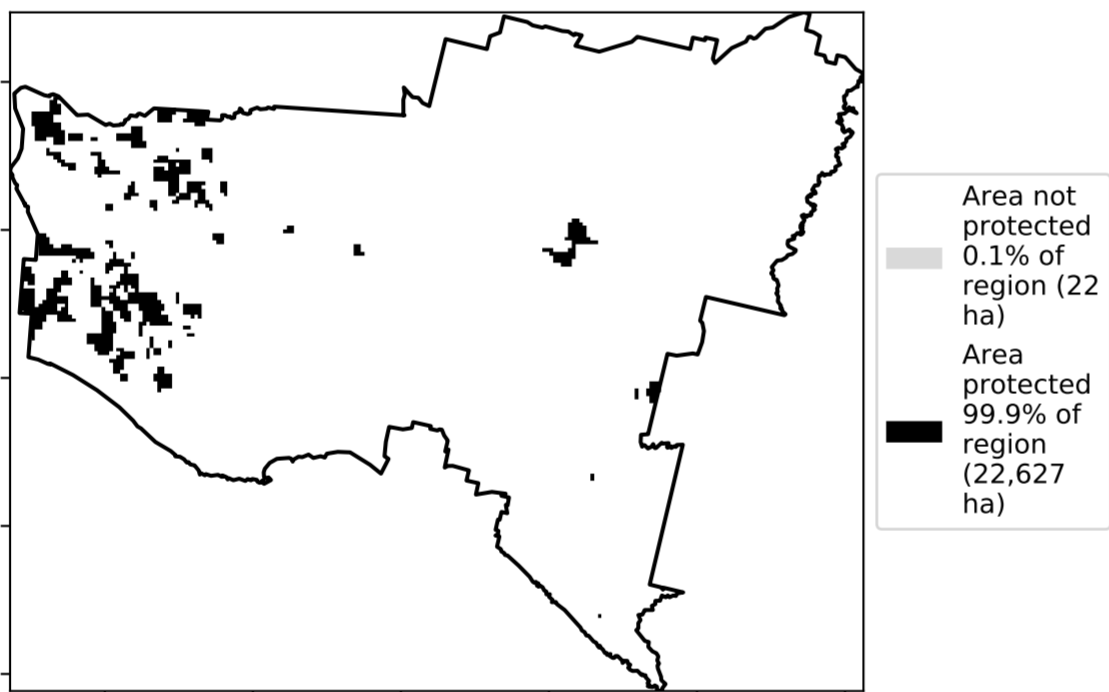 Area not
protected
0.1% of
region (22
ha)
Area
protected
99.9% of
region
(22,627
ha)